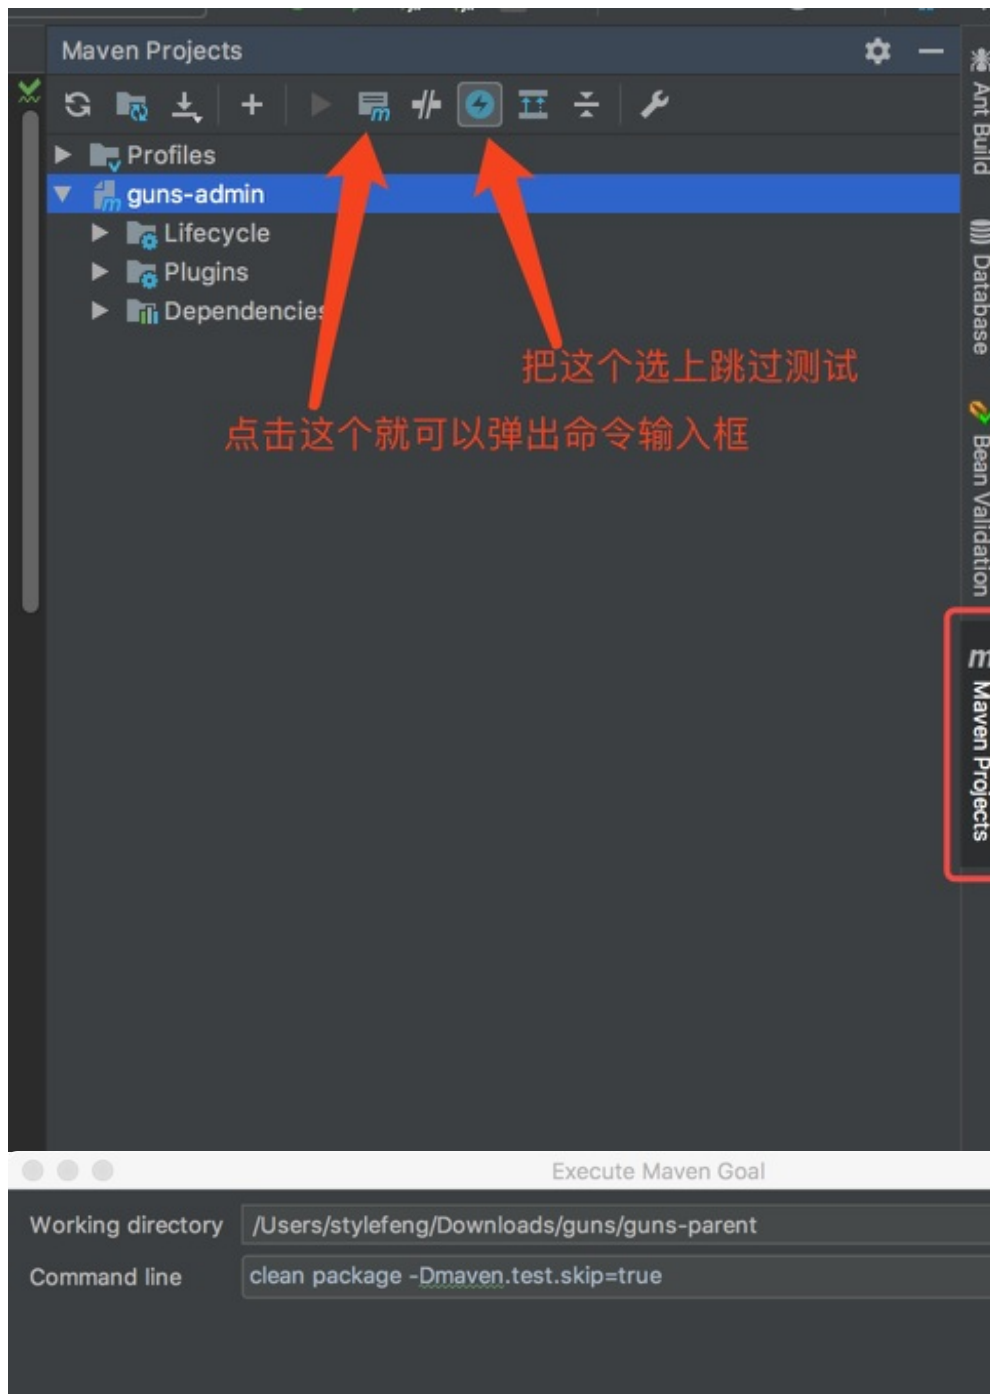 Maven Projects
Profiles
guns-admin
Lifecycle
Plugins
Dependencies
把这个选上跳过测试
点击这个就可以弹出命令输入框
Ant Build
Database
Bean Validation
Maven Projects
Execute Maven Goal
Working directory /Users/stylefeng/Downloads/guns/guns-parent
Command line clean package -Dmaven.test.skip=true